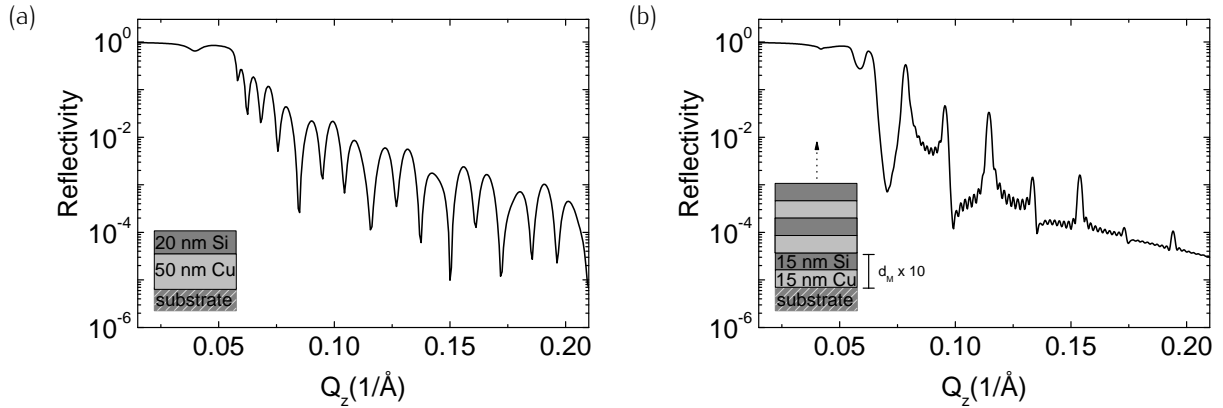 (a)
10^0
10^-2
10^-4
10^-6
Reflectivity
20 nm Si
50 nm Cu
substrate
0.05 0.10 0.15 0.20
Q_z(1/Å)
(b)
10^0
10^-2
10^-4
10^-6
Reflectivity
15 nm Si
15 nm Cu
substrate
d_M x 10
0.05 0.10 0.15 0.20
Q_z(1/Å)